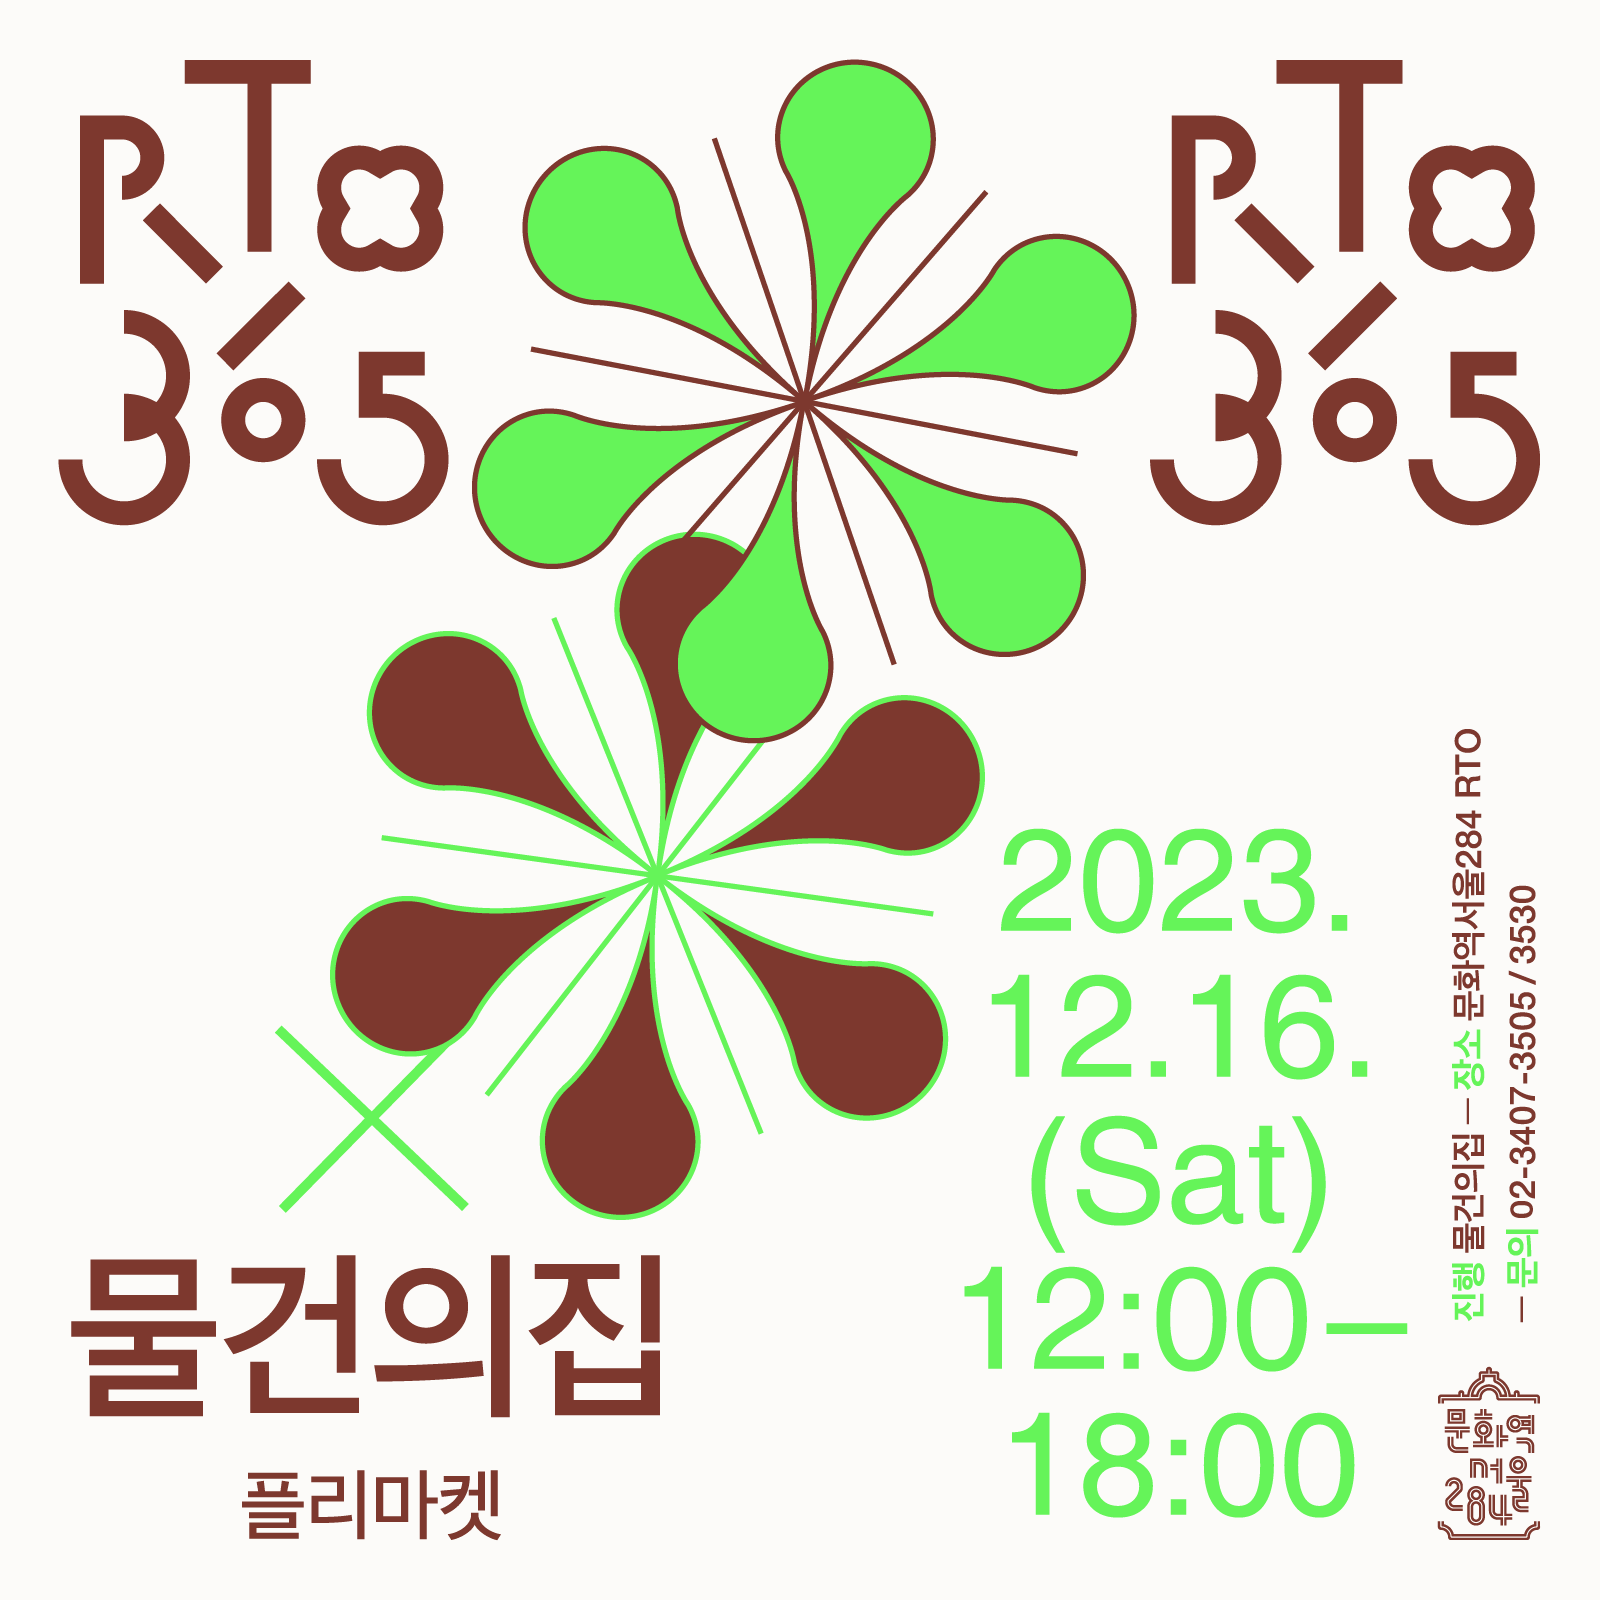 RTO
365
RTO
365
2023.
12.16.
(Sat)
12:00–
18:00
물건의집
플리마켓
진행 물건의집 — 장소 문화역서울284 RTO
— 문의 02-3407-3505 / 3530
문화역
서울
284